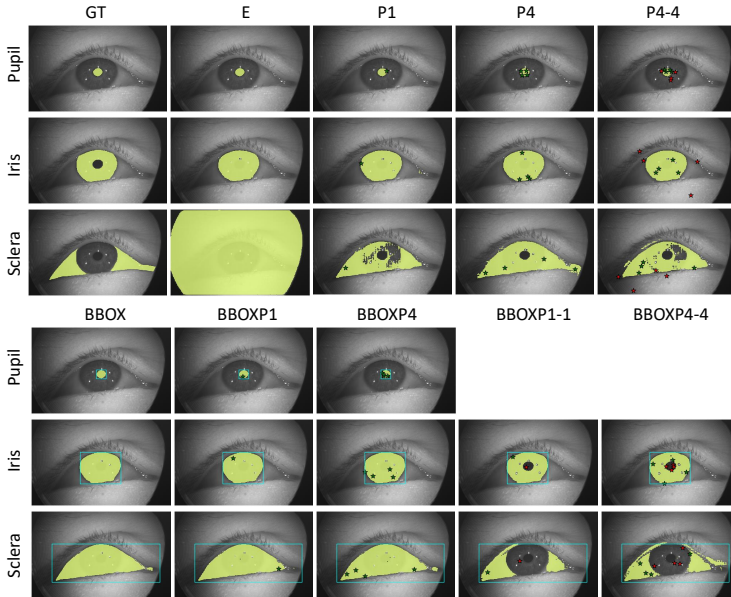 GT E P1 P4 P4-4
Pupil
Iris
Sclera
BBOX BBOXP1 BBOXP4 BBOXP1-1 BBOXP4-4
Pupil
Iris
Sclera